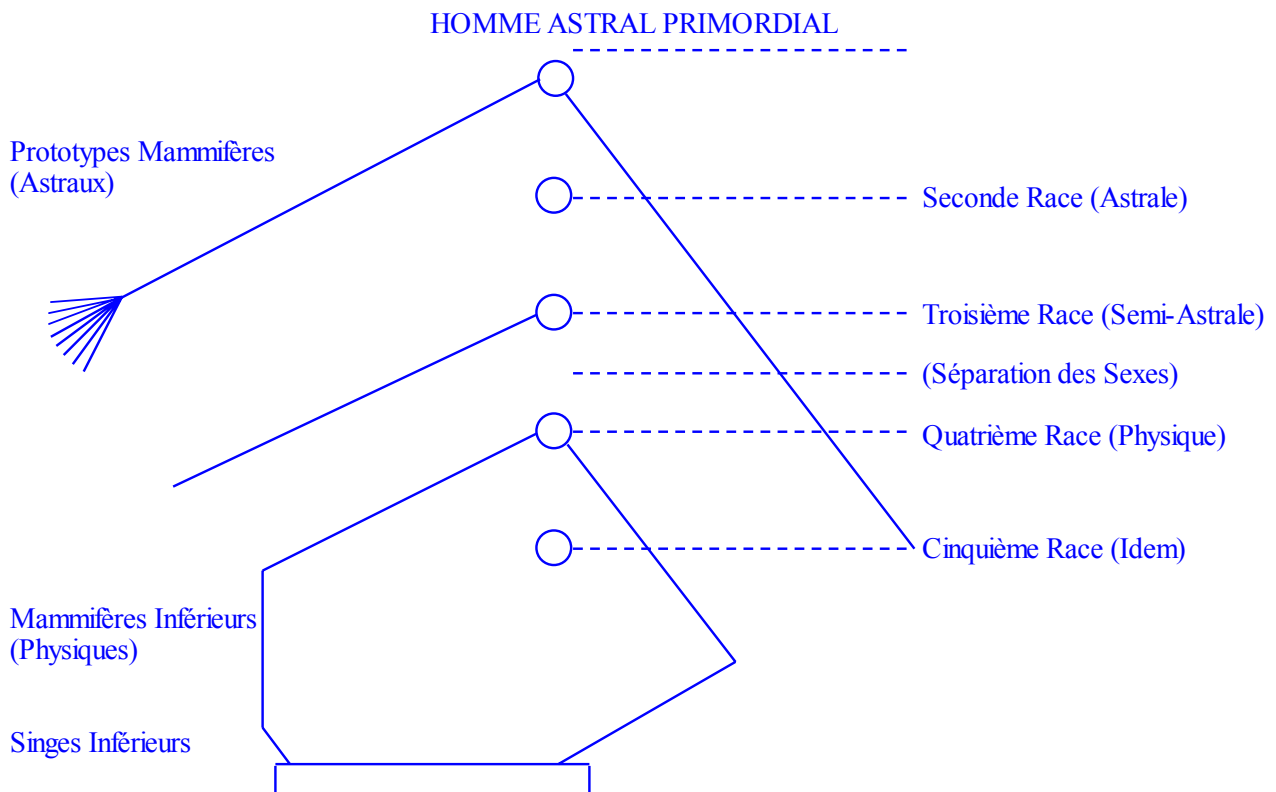 HOMME ASTRAL PRIMORDIAL
Prototypes Mammifères
(Astraux)
Seconde Race (Astrale)
Troisième Race (Semi-Astrale)
(Séparation des Sexes)
Quatrième Race (Physique)
Cinquième Race (Idem)
Mammifères Inférieurs
(Physiques)
Singes Inférieurs